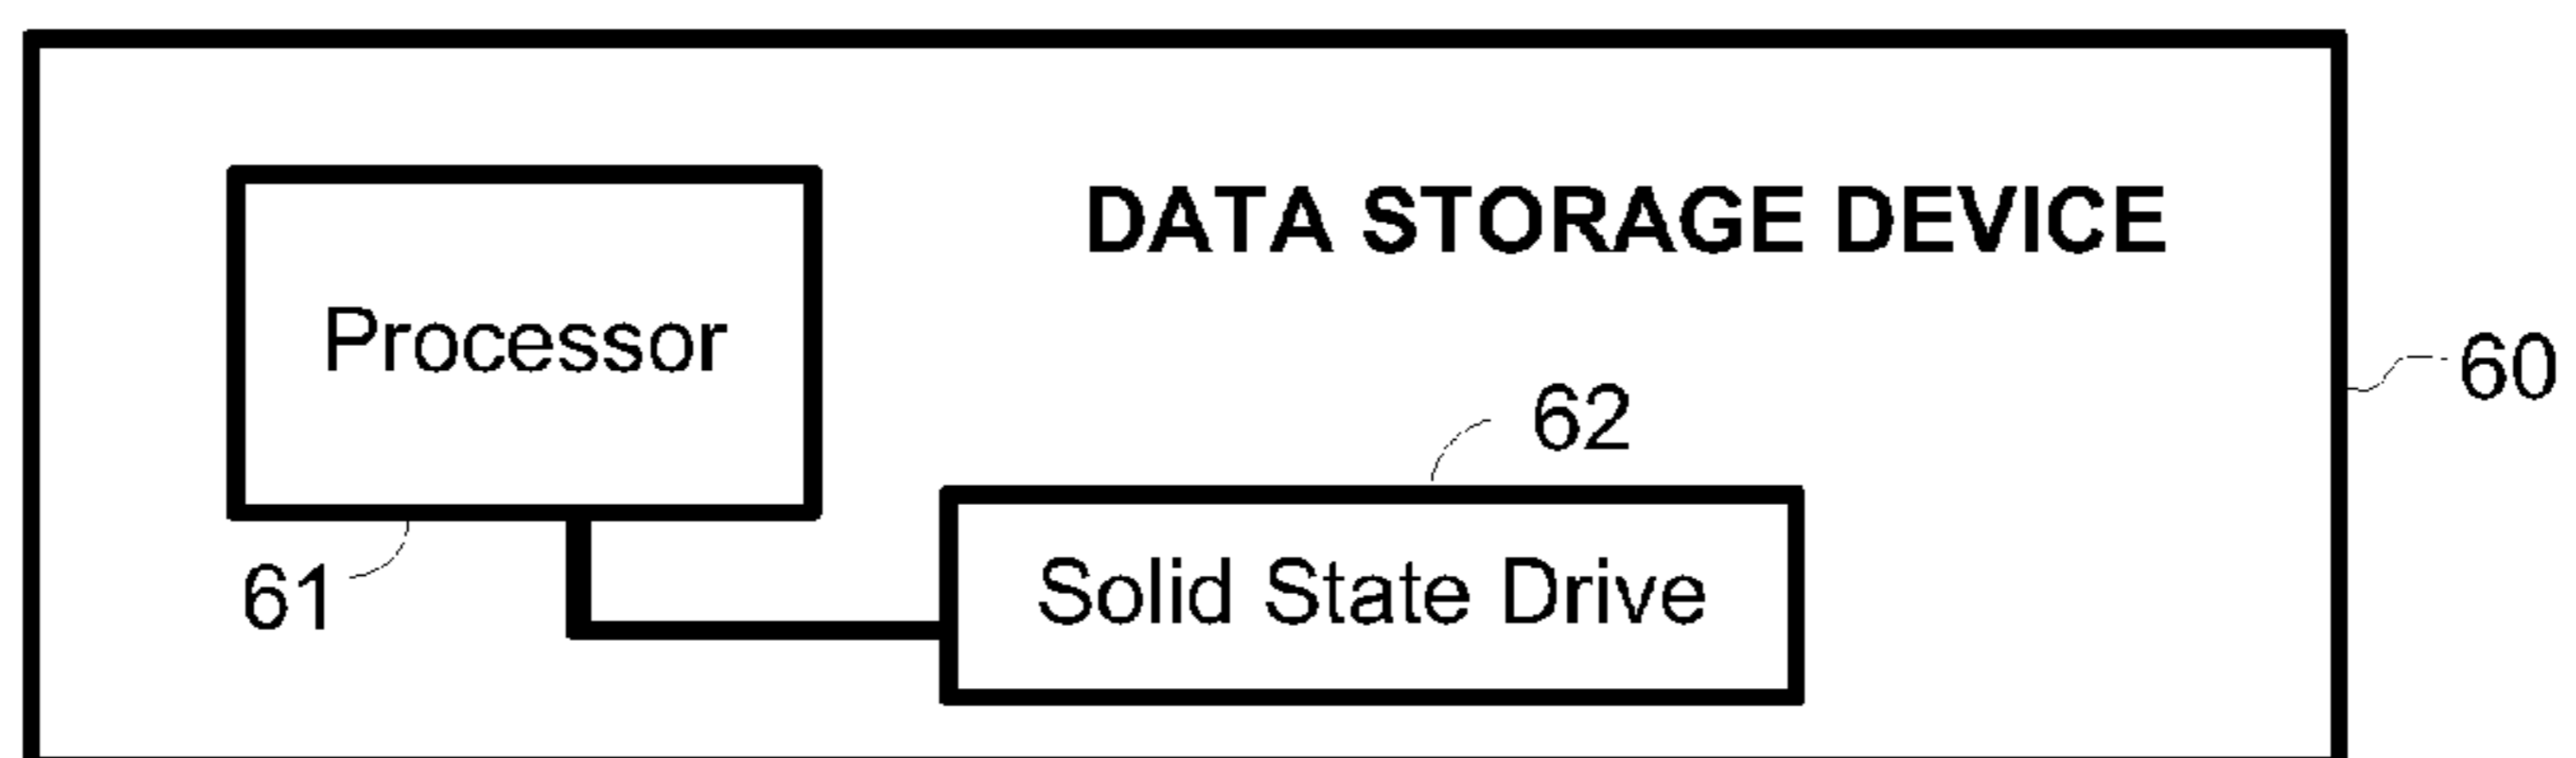 DATA STORAGE DEVICE
Processor
60
62
61
Solid State Drive